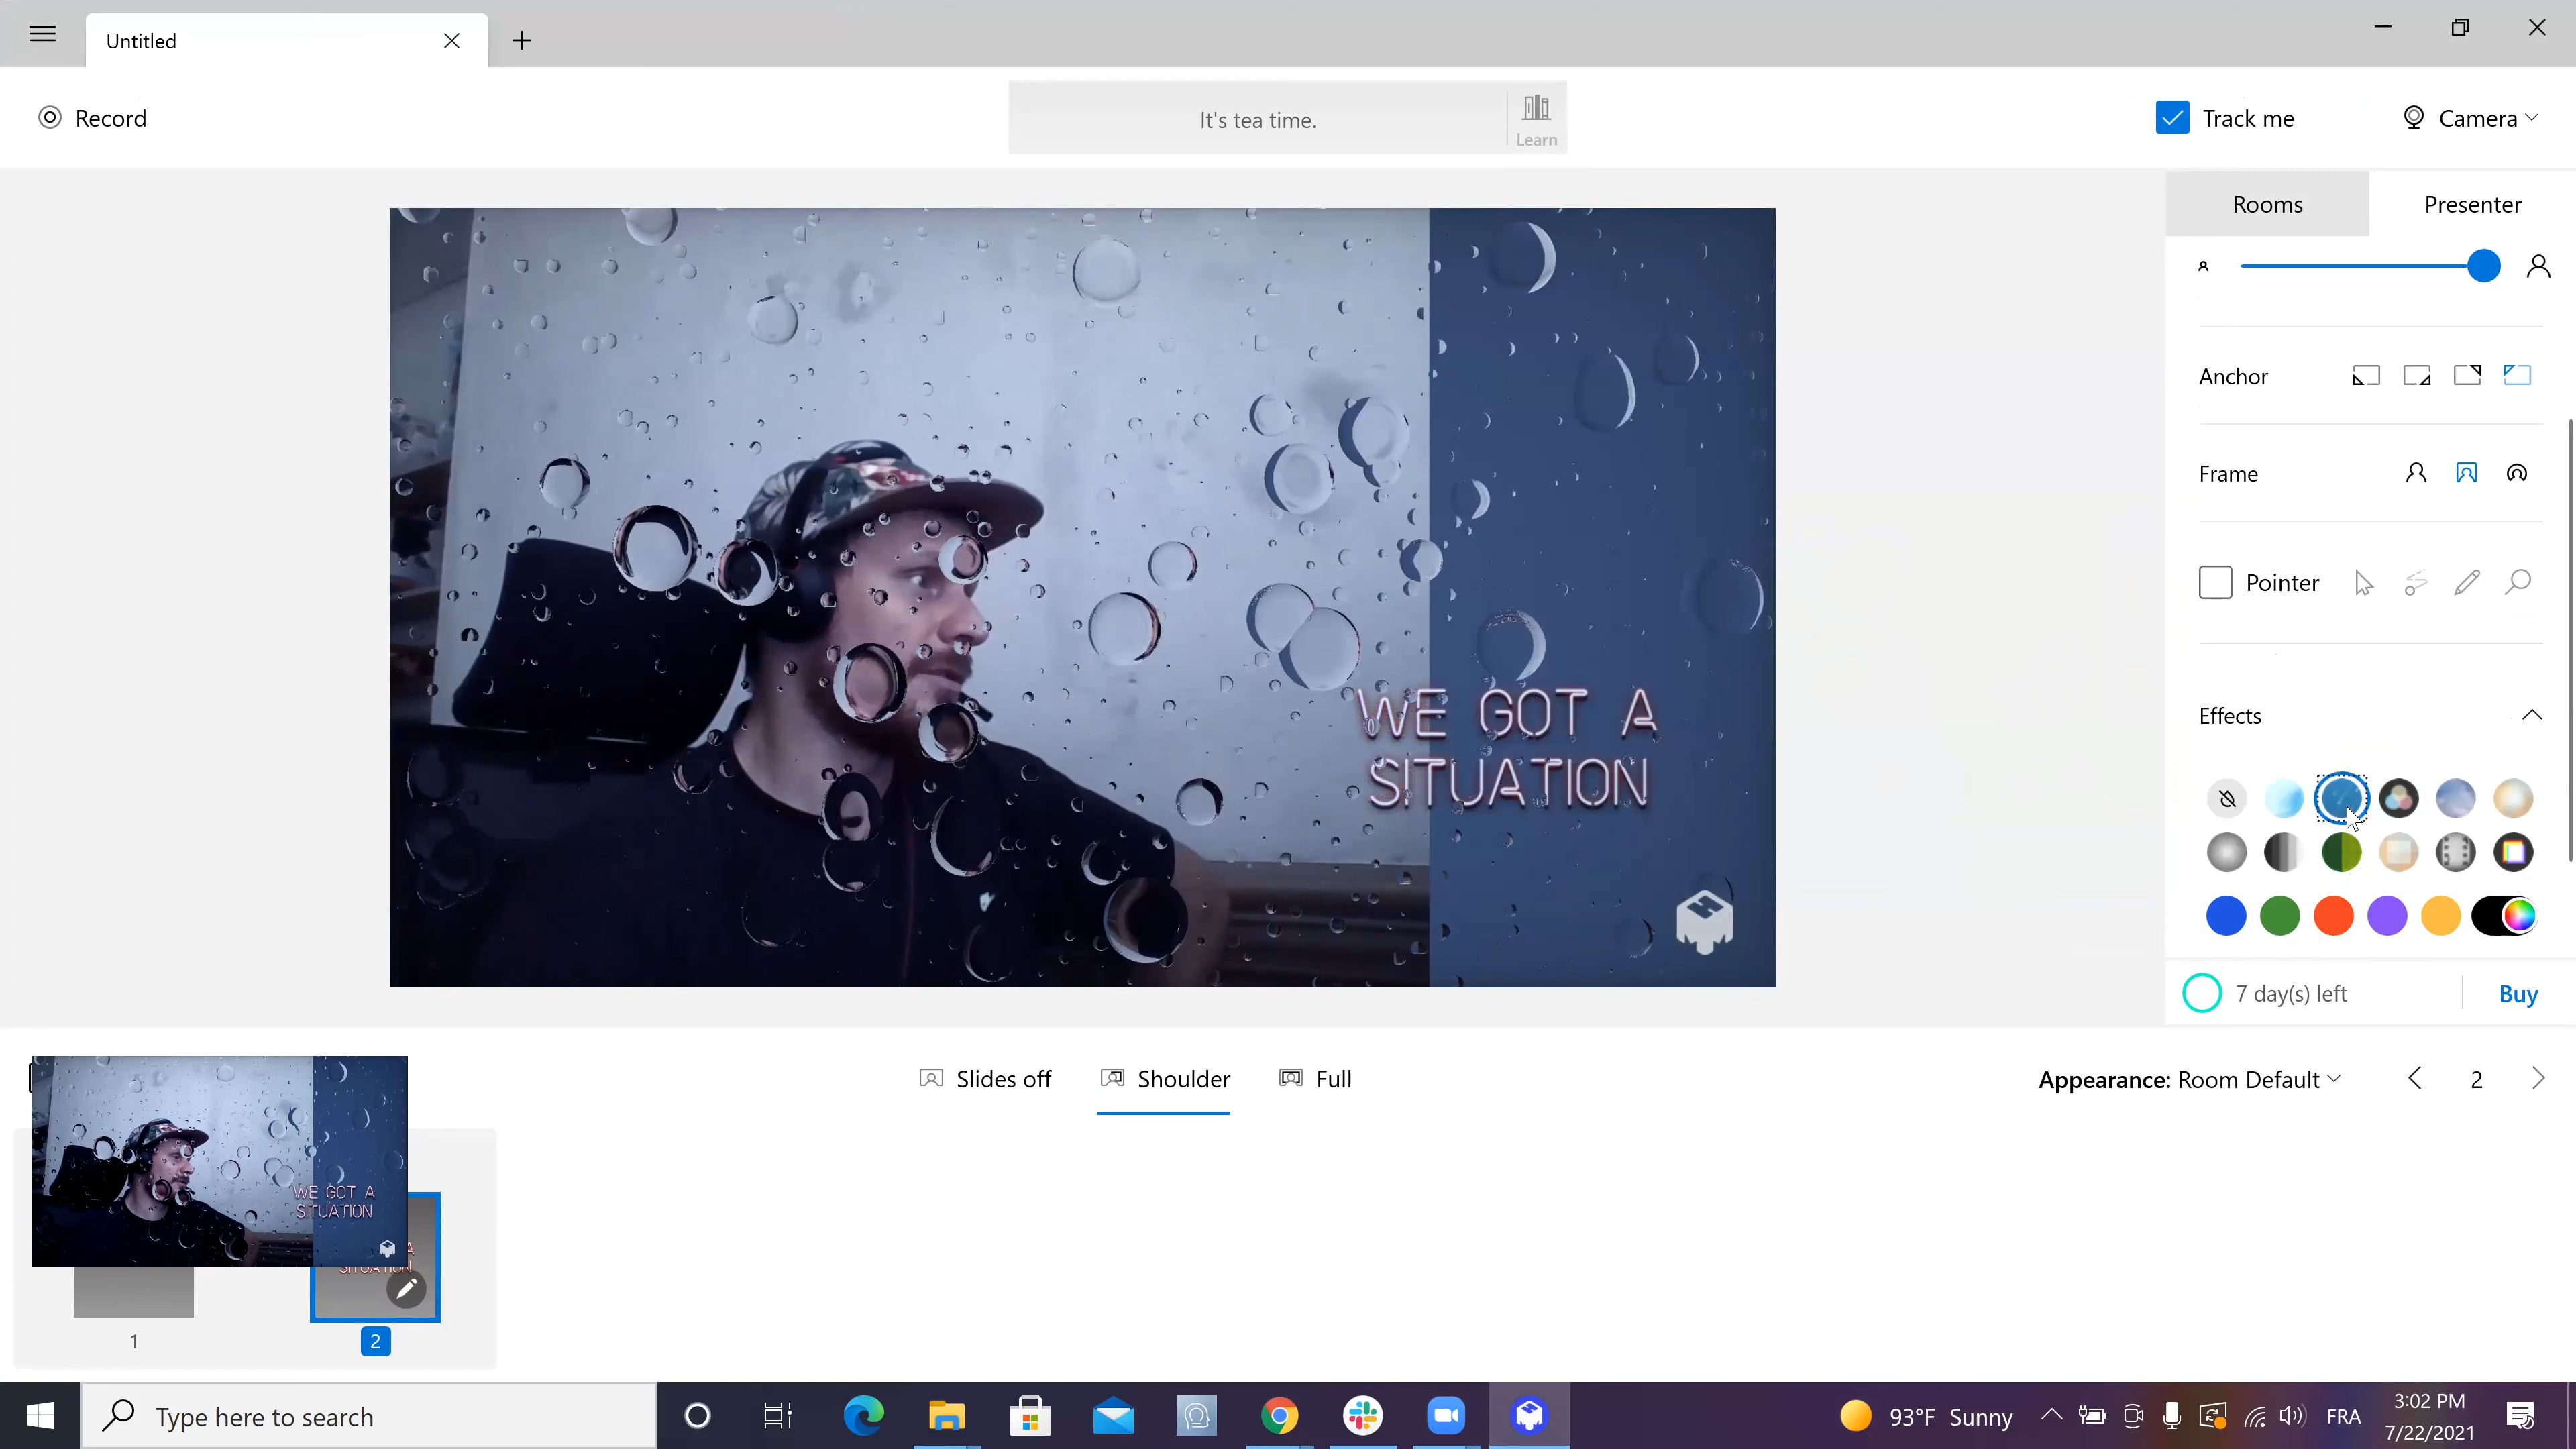 Untitled
Record
It's tea time.
Learn
Track me
Camera
Rooms
Presenter
Anchor
Frame
Pointer
WE GOT A
SITUATION
Effects
7 day(s) left
Buy
Slides off
Shoulder
Full
Appearance: Room Default
2
WE GOT A
SITUATION
A
SITUATION
1
2
Type here to search
93°F Sunny
FRA
3:02 PM
7/22/2021